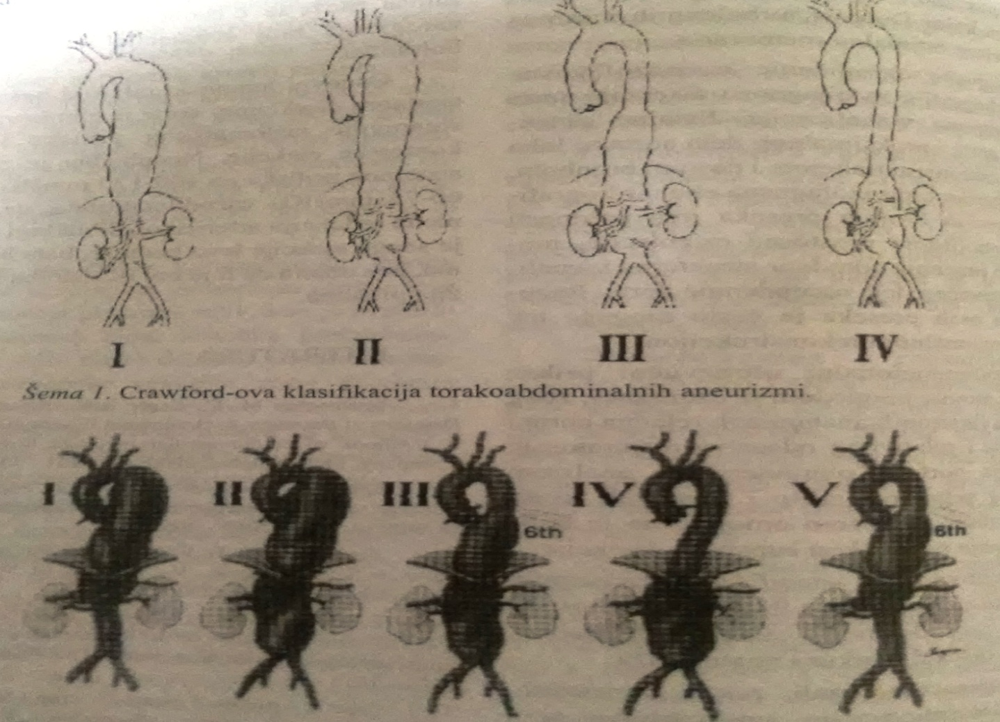 I II III IV
Šema 1. Crawford-ova klasifikacija torakoabdominalnih aneurizmi.
I II III IV V
6th 6th